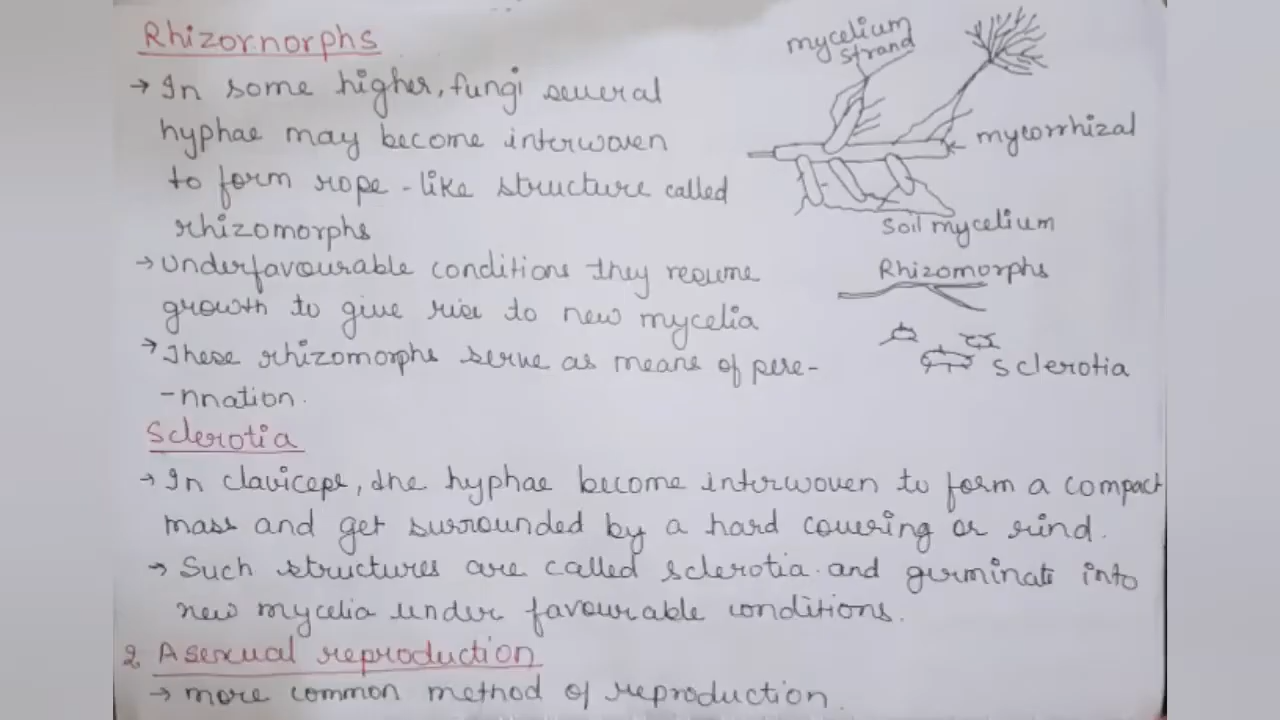 Rhizomorphs
→ In some higher, fungi several
hyphae may become interwoven
to form rope-like structure called
rhizomorphs
→ Underfavourable conditions they resume
growth to give rise to new mycelia
→ These rhizomorphs serve as means of pere-
-nnation.
Sclerotia
→ In claviceps, the hyphae become interwoven to form a compact
mass and get surrounded by a hard covering or rind.
→ Such structures are called sclerotia. and germinate into
new mycelia under favourable conditions.
2 Asexual reproduction
→ more common method of reproduction.
mycelium
strand
mycorrhizal
Soil mycelium
Rhizomorphs
sclerotia